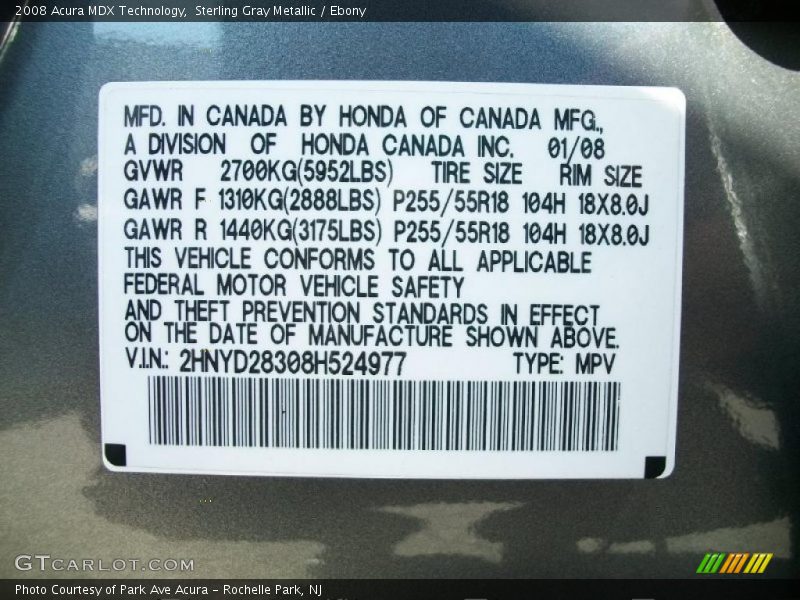 2008 Acura MDX Technology, Sterling Gray Metallic / Ebony
MFD. IN CANADA BY HONDA OF CANADA MFG.,
A DIVISION OF HONDA CANADA INC. 01/08
GVWR 2700KG(5952LBS) TIRE SIZE RIM SIZE
GAWR F 1310KG(2888LBS) P255/55R18 104H 18X8.0J
GAWR R 1440KG(3175LBS) P255/55R18 104H 18X8.0J
THIS VEHICLE CONFORMS TO ALL APPLICABLE
FEDERAL MOTOR VEHICLE SAFETY
AND THEFT PREVENTION STANDARDS IN EFFECT
ON THE DATE OF MANUFACTURE SHOWN ABOVE.
V.I.N.: 2HNYD28308H524977 TYPE: MPV
GTCARLOT.COM
Photo Courtesy of Park Ave Acura - Rochelle Park, NJ